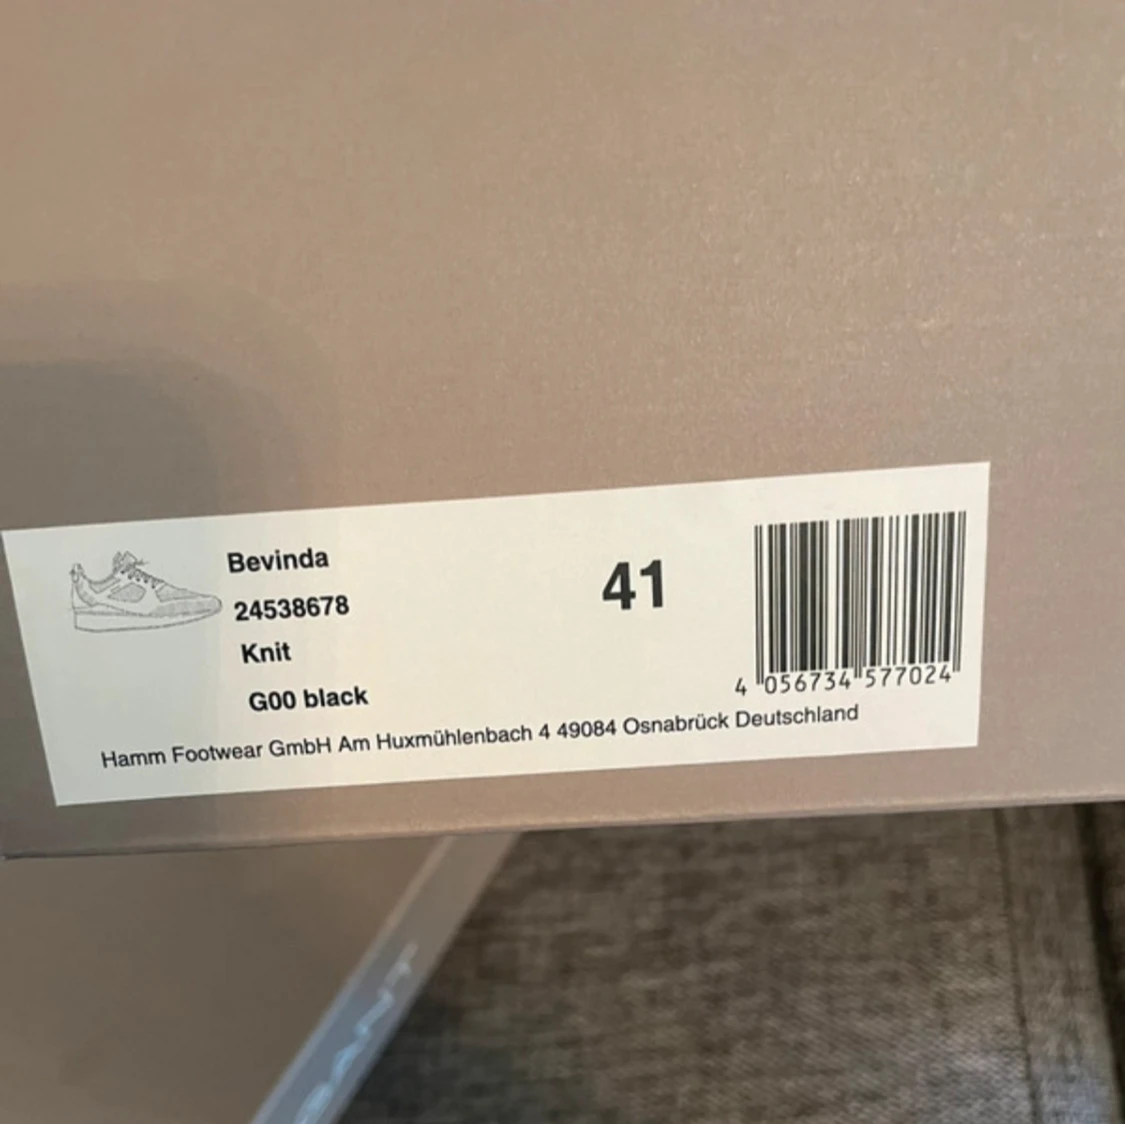 Bevinda
24538678
Knit
G00 black
41
4 056734 577024
Hamm Footwear GmbH Am Huxmühlenbach 4 49084 Osnabrück Deutschland